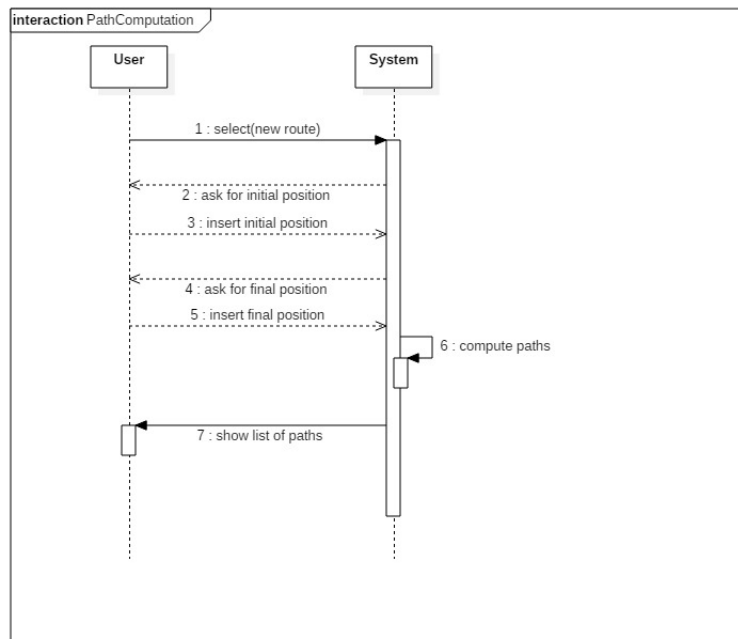 interaction PathComputation
User
System
1 : select(new route)
2 : ask for initial position
3 : insert initial position
4 : ask for final position
5 : insert final position
6 : compute paths
7 : show list of paths